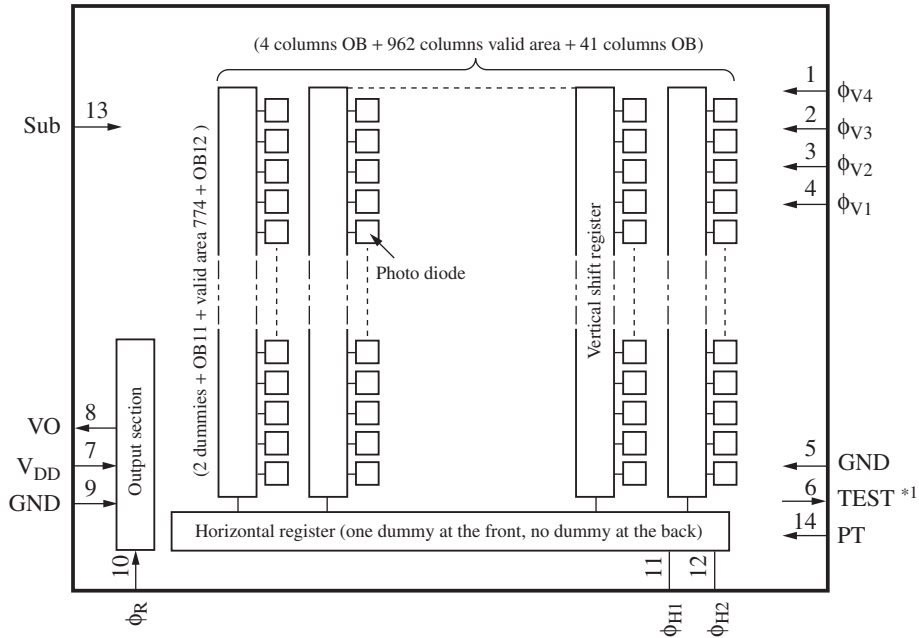 (4 columns OB + 962 columns valid area + 41 columns OB)
1
ϕV4
13
Sub
2
ϕV3
3
ϕV2
4
ϕV1
(2 dummies + OB11 + valid area 774 + OB12 )
Photo diode
Vertical shift register
Output section
8
VO
7
VDD
9
GND
5
GND
6
TEST *1
14
PT
Horizontal register (one dummy at the front, no dummy at the back)
10
ϕR
11
ϕH1
12
ϕH2